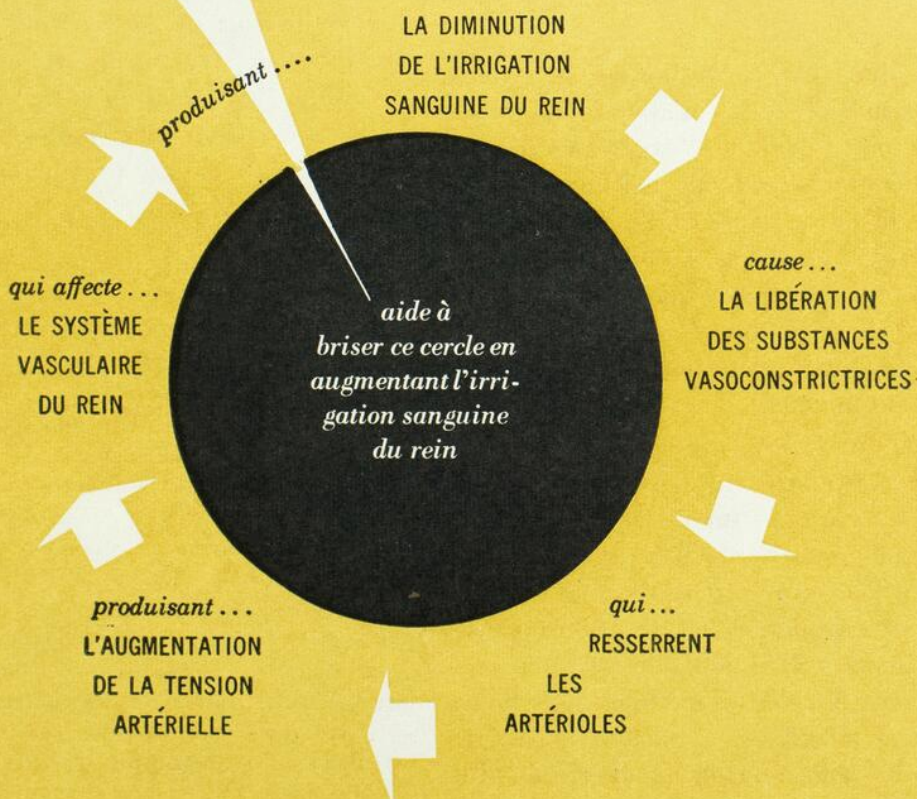 produisant ....
LA DIMINUTION
DE L'IRRIGATION
SANGUINE DU REIN
cause...
LA LIBÉRATION
DES SUBSTANCES
VASOCONSTRICTRICES
qui...
RESSERRENT
LES
ARTÉRIOLES
produisant...
L'AUGMENTATION
DE LA TENSION
ARTÉRIELLE
qui affecte...
LE SYSTÈME
VASCULAIRE
DU REIN
aide à
briser ce cercle en
augmentant l'irri-
gation sanguine
du rein